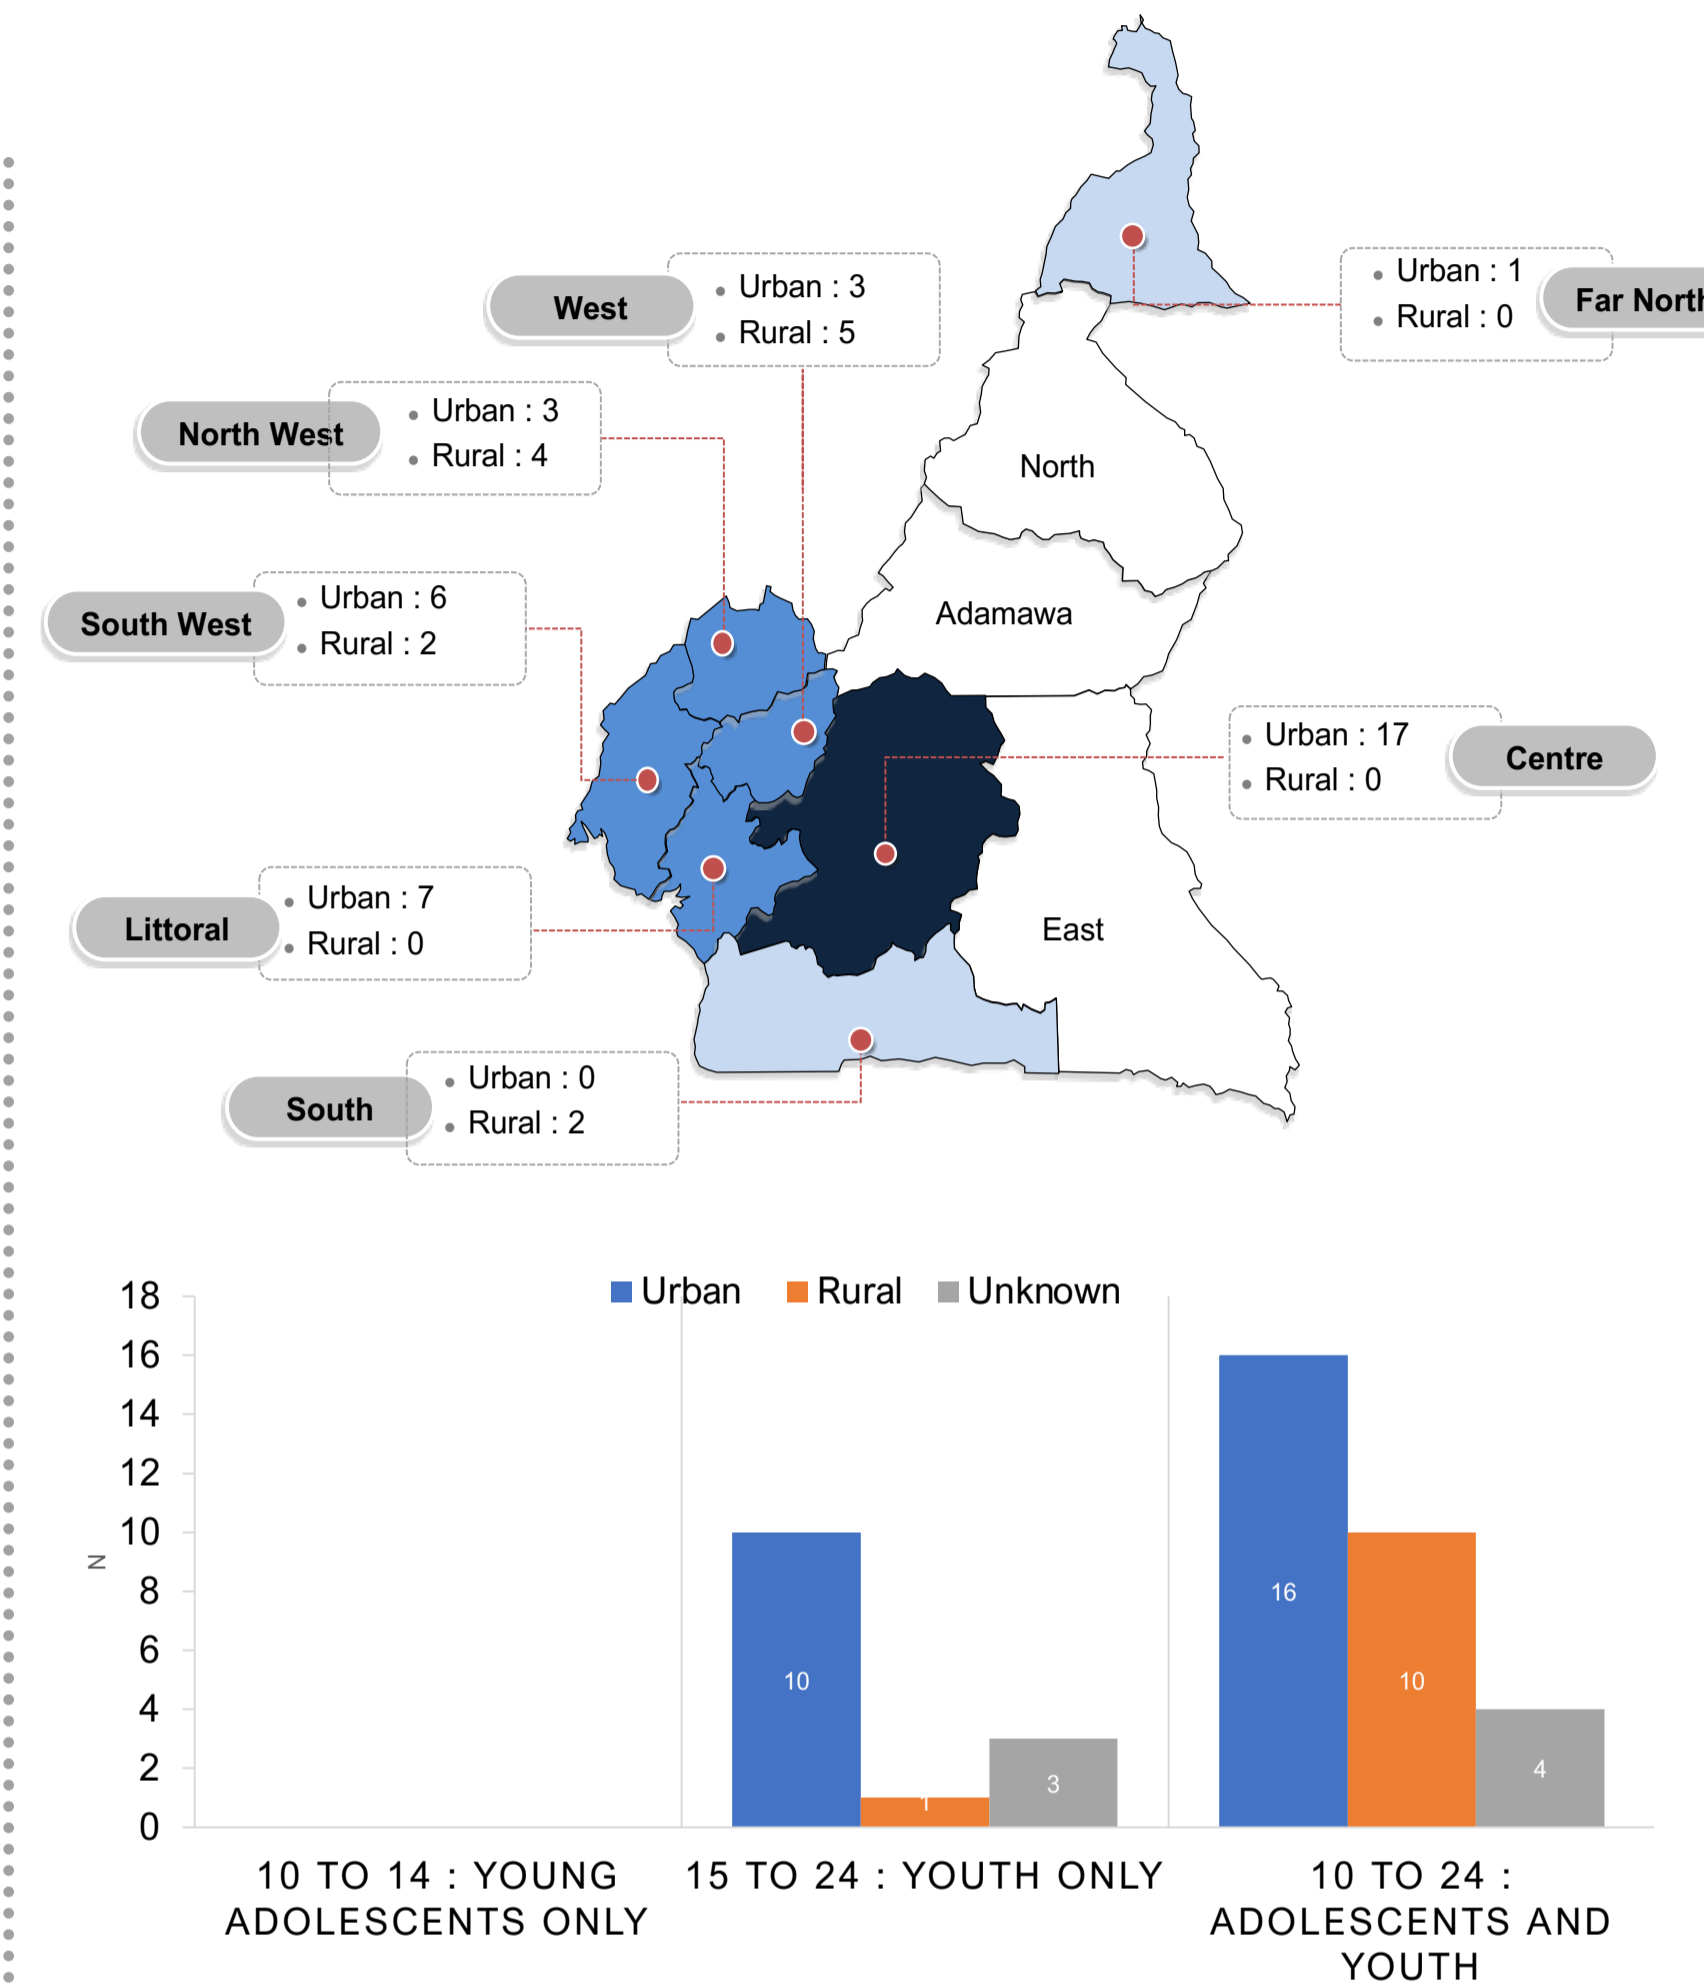 Urban : 1
Rural : 0
Far North
West
Urban : 3
Rural : 5
North West
Urban : 3
Rural : 4
North
South West
Urban : 6
Rural : 2
Adamawa
Urban : 17
Rural : 0
Centre
Littoral
Urban : 7
Rural : 0
East
South
Urban : 0
Rural : 2
Urban Rural Unknown
18
16
14
12
10
8
6
4
2
0
N
10
1
3
16
10
4
10 TO 14 : YOUNG
ADOLESCENTS ONLY
15 TO 24 : YOUTH ONLY
10 TO 24 :
ADOLESCENTS AND
YOUTH